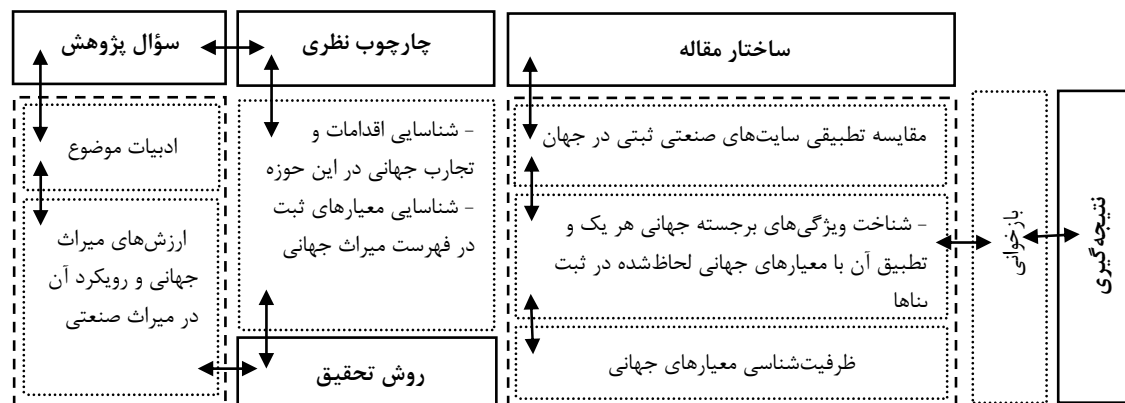 سؤال پژوهش
چارچوب نظری
ساختار مقاله
ادبیات موضوع
ارزش‌های میراث
جهانی و رویکرد آن
در میراث صنعتی
- شناسایی اقدامات و
تجارب جهانی در این حوزه
- شناسایی معیارهای ثبت
در فهرست میراث جهانی
روش تحقیق
مقایسه تطبیقی سایت‌های صنعتی ثبتی در جهان
- شناخت ویژگی‌های برجسته جهانی هر یک و
تطبیق آن با معیارهای جهانی لحاظ‌شده در ثبت
بناها
ظرفیت‌شناسی معیارهای جهانی
بازخوانی
نتیجه‌گیری